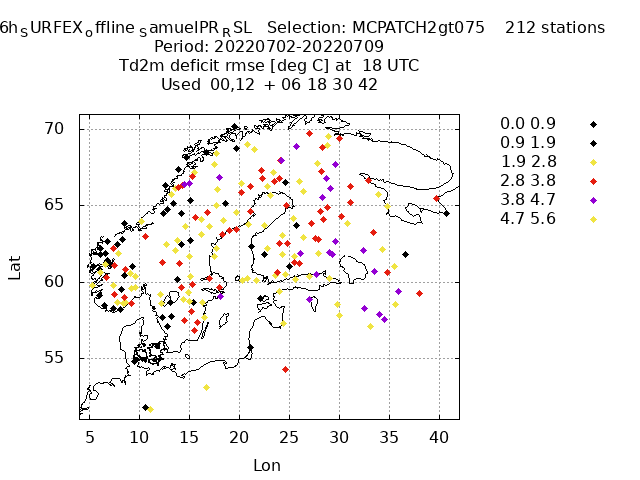 6h_SURFEX_offline_SamuelPR_RSL   Selection: MCPATCH2gt075    212 stations
Period: 20220702-20220709
Td2m deficit rmse [deg C] at  18 UTC
Used  00,12  + 06 18 30 42
70
65
60
55
5 10 15 20 25 30 35 40
Lat
Lon
0.0 0.9
0.9 1.9
1.9 2.8
2.8 3.8
3.8 4.7
4.7 5.6